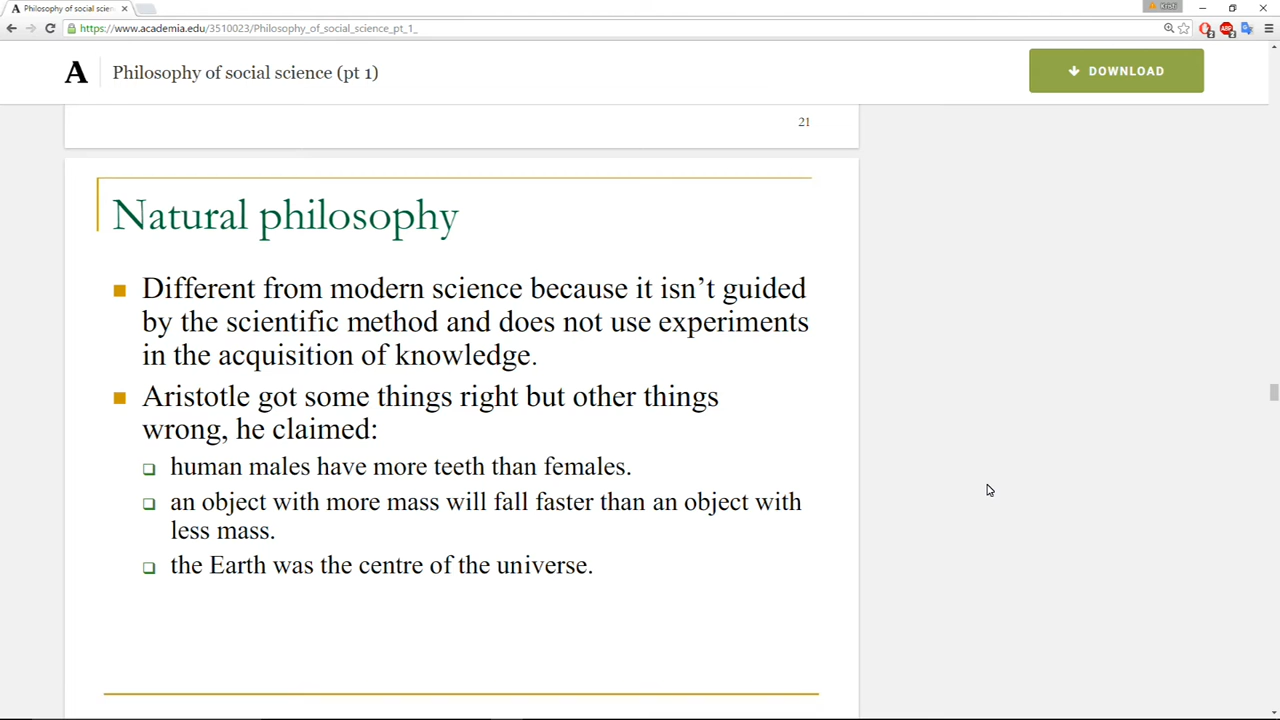 A Philosophy of social scien
Kristi
https://www.academia.edu/3510023/Philosophy_of_social_science_pt_1_
A Philosophy of social science (pt 1)
DOWNLOAD
21
Natural philosophy
Different from modern science because it isn’t guided
by the scientific method and does not use experiments
in the acquisition of knowledge.
Aristotle got some things right but other things
wrong, he claimed:
human males have more teeth than females.
an object with more mass will fall faster than an object with
less mass.
the Earth was the centre of the universe.